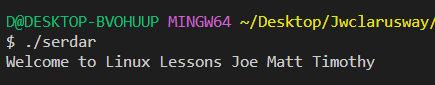 D@DESKTOP-BVOHUUP MINGW64 ~/Desktop/Jwclarusway/
$ ./serdar
Welcome to Linux Lessons Joe Matt Timothy